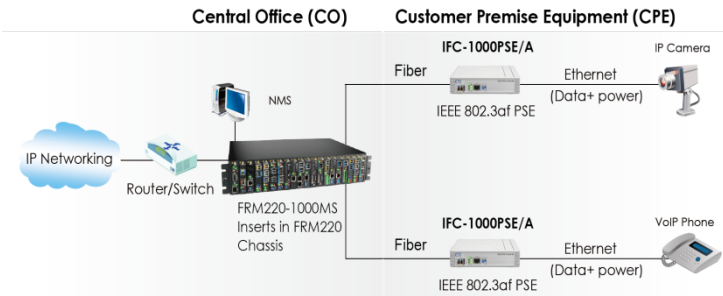 Central Office (CO)
Customer Premise Equipment (CPE)
IFC-1000PSE/A
IP Camera
Fiber
Ethernet
(Data+ power)
IEEE 802.3af PSE
NMS
IP Networking
Router/Switch
FRM220-1000MS
Inserts in FRM220
Chassis
IFC-1000PSE/A
VoIP Phone
Fiber
Ethernet
(Data+ power)
IEEE 802.3af PSE